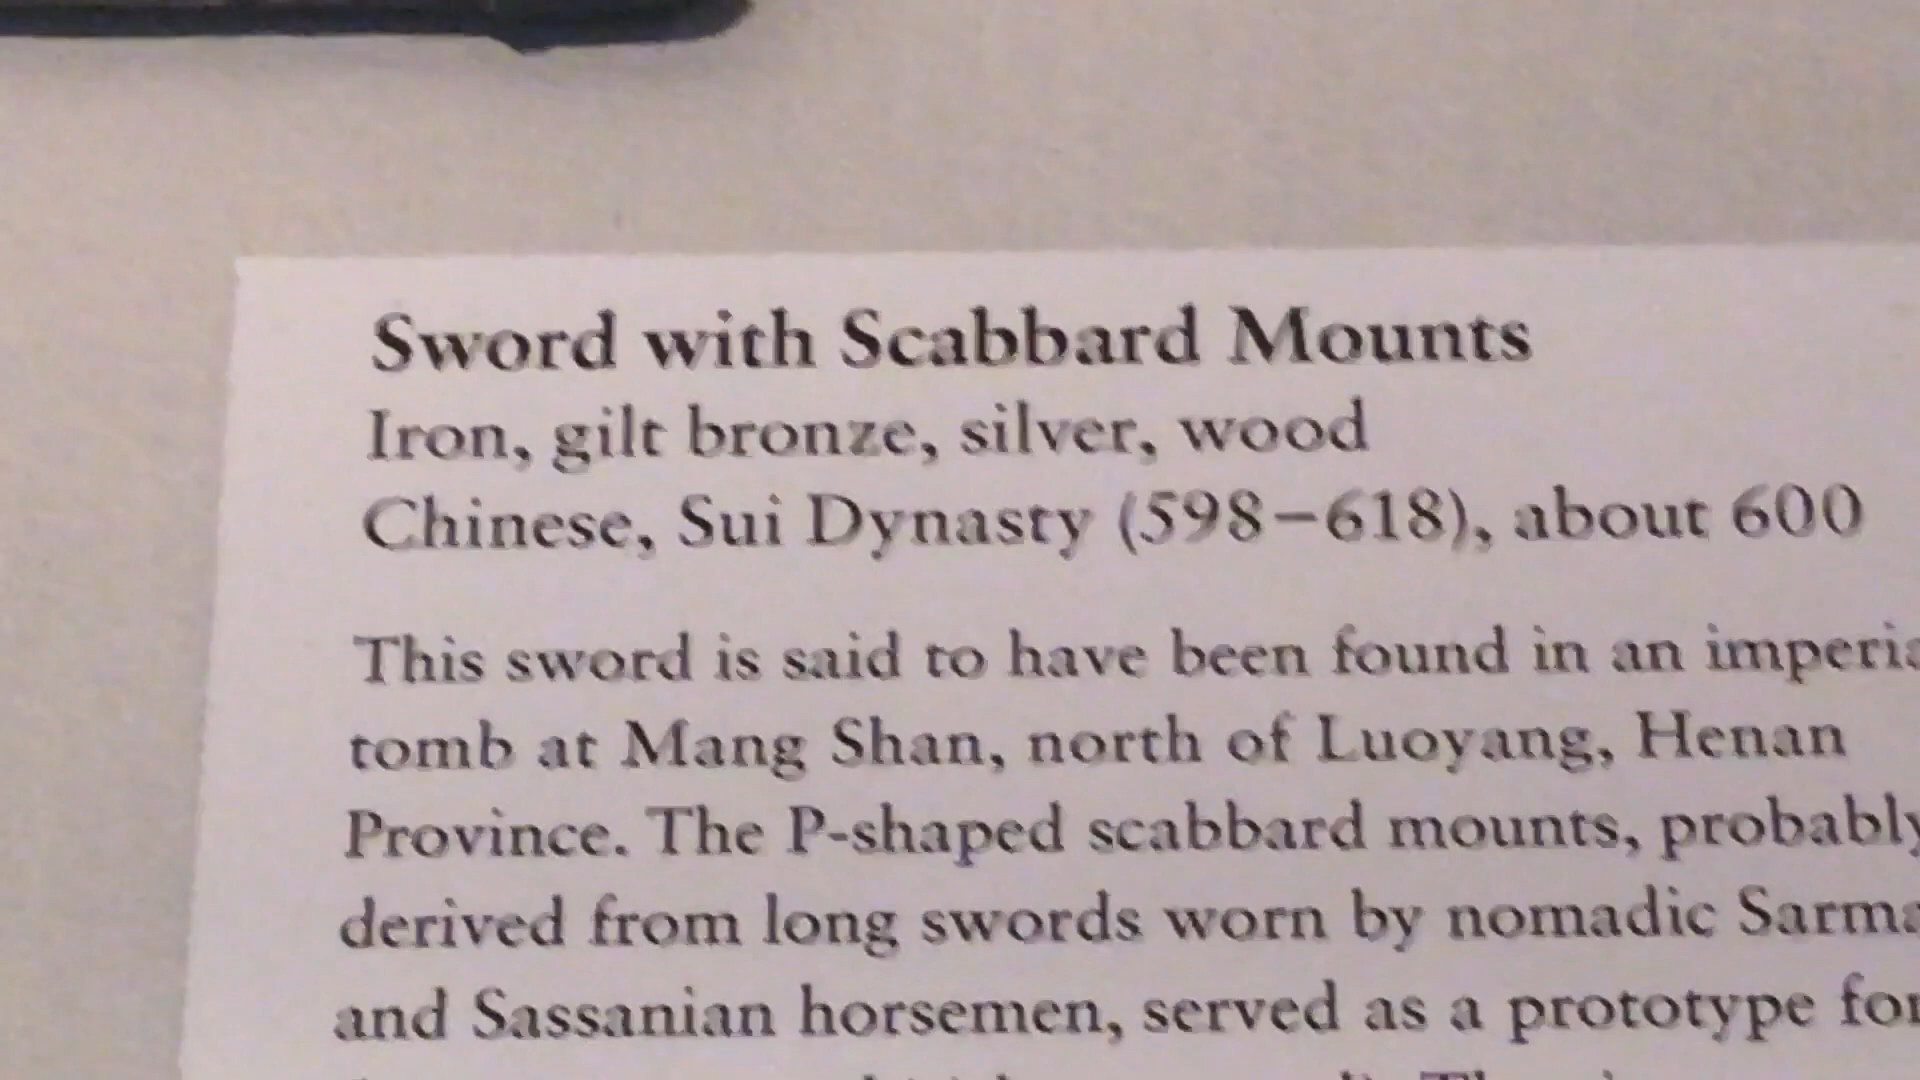 Sword with Scabbard Mounts
Iron, gilt bronze, silver, wood
Chinese, Sui Dynasty (598–618), about 600
This sword is said to have been found in an
tomb at Mang Shan, north of Luoyang, Henan
Province. The P-shaped scabbard mounts, probably
derived from long swords worn by nomadic
and Sassanian horsemen, served as a prototype for